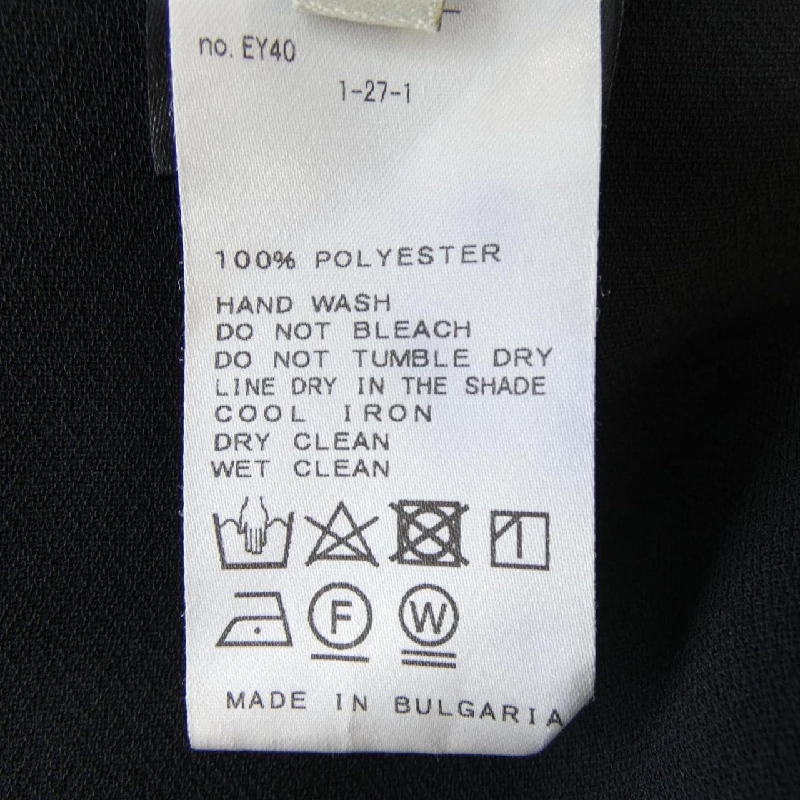 no. EY40
1-27-1
100% POLYESTER
HAND WASH
DO NOT BLEACH
DO NOT TUMBLE DRY
LINE DRY IN THE SHADE
COOL IRON
DRY CLEAN
WET CLEAN
F W
MADE IN BULGARIA